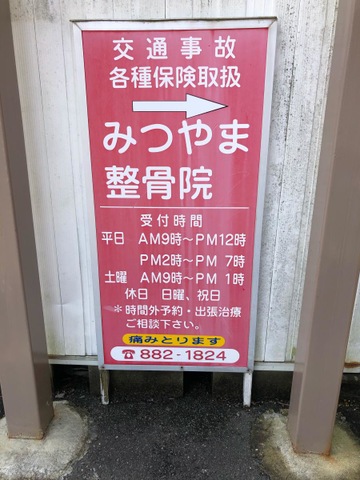 交通事故
各種保険取扱
みつやま
整骨院
受付時間
平日 AM9時〜PM12時
PM2時〜PM 7時
土曜 AM9時〜PM 1時
休日 日曜、祝日
＊時間外予約・出張治療
ご相談下さい。
痛みとります
☎882-1824